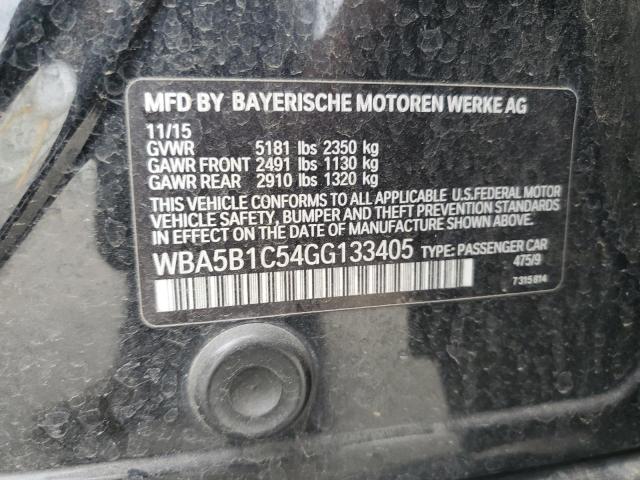 MFD BY BAYERISCHE MOTOREN WERKE AG
11/15
GVWR 5181 lbs 2350 kg
GAWR FRONT 2491 lbs 1130 kg
GAWR REAR 2910 lbs 1320 kg
THIS VEHICLE CONFORMS TO ALL APPLICABLE U.S.FEDERAL MOTOR
VEHICLE SAFETY, BUMPER AND THEFT PREVENTION STANDARDS
IN EFFECT ON THE DATE OF MANUFACTURE SHOWN ABOVE.
WBA5B1C54GG133405 TYPE: PASSENGER CAR
475/9
7315814